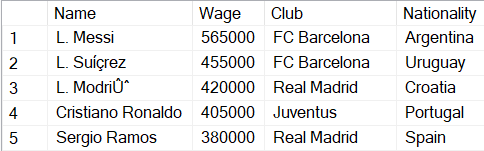 Name Wage Club Nationality
1 L. Messi 565000 FC Barcelona Argentina
2 L. Suíçrez 455000 FC Barcelona Uruguay
3 L. ModriÛˆ 420000 Real Madrid Croatia
4 Cristiano Ronaldo 405000 Juventus Portugal
5 Sergio Ramos 380000 Real Madrid Spain